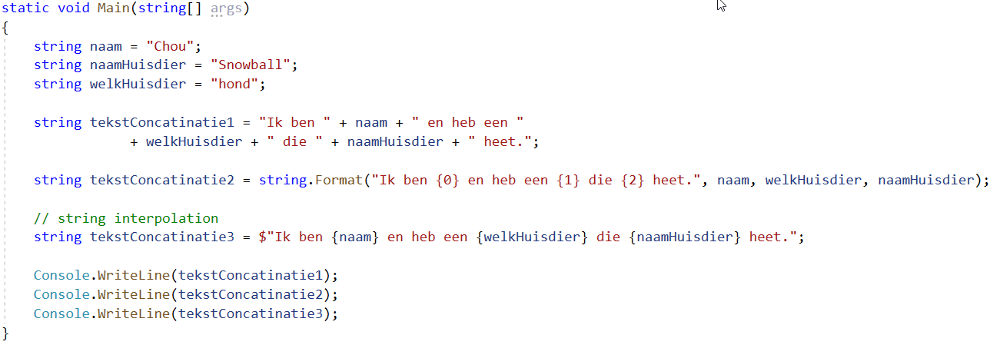 static void Main(string[] args)
{
string naam = "Chou";
string naamHuisdier = "Snowball";
string welkHuisdier = "hond";
string tekstConcatinatie1 = "Ik ben " + naam + " en heb een "
+ welkHuisdier + " die " + naamHuisdier + " heet.";
string tekstConcatinatie2 = string.Format("Ik ben {0} en heb een {1} die {2} heet.", naam, welkHuisdier, naamHuisdier);
// string interpolation
string tekstConcatinatie3 = $"Ik ben {naam} en heb een {welkHuisdier} die {naamHuisdier} heet.";
Console.WriteLine(tekstConcatinatie1);
Console.WriteLine(tekstConcatinatie2);
Console.WriteLine(tekstConcatinatie3);
}